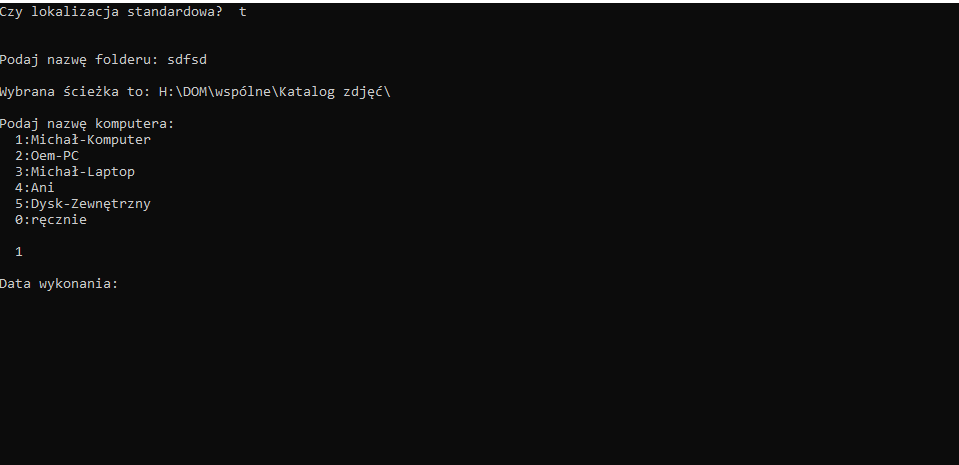 Czy lokalizacja standardowa?  t
Podaj nazwę folderu: sdfsd
Wybrana ścieżka to: H:\DOM\wspólne\Katalog zdjęć\
Podaj nazwę komputera:
  1:Michał-Komputer
  2:Oem-PC
  3:Michał-Laptop
  4:Ani
  5:Dysk-Zewnętrzny
  0:ręcznie
  1
Data wykonania: